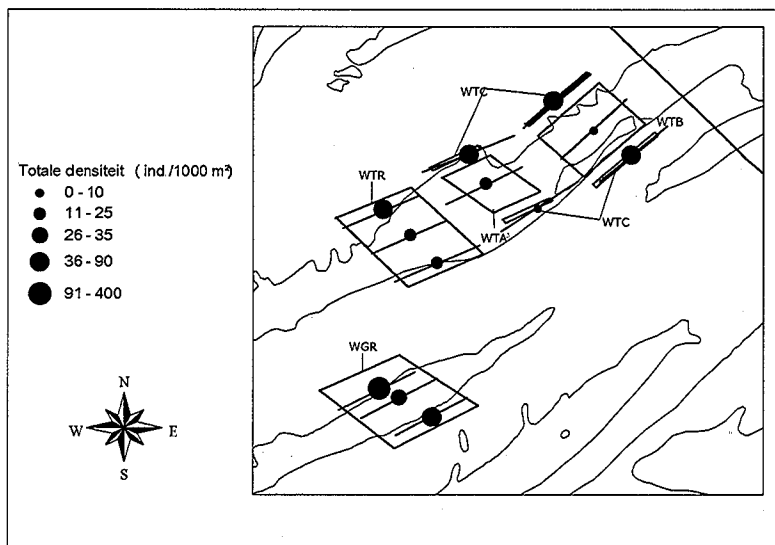 Totale densiteit ( ind./1000 m²)
0 - 10
11 - 25
26 - 35
36 - 90
91 - 400
N
W E
S
WTC
WTB
WTR
WTA
WTC
WGR